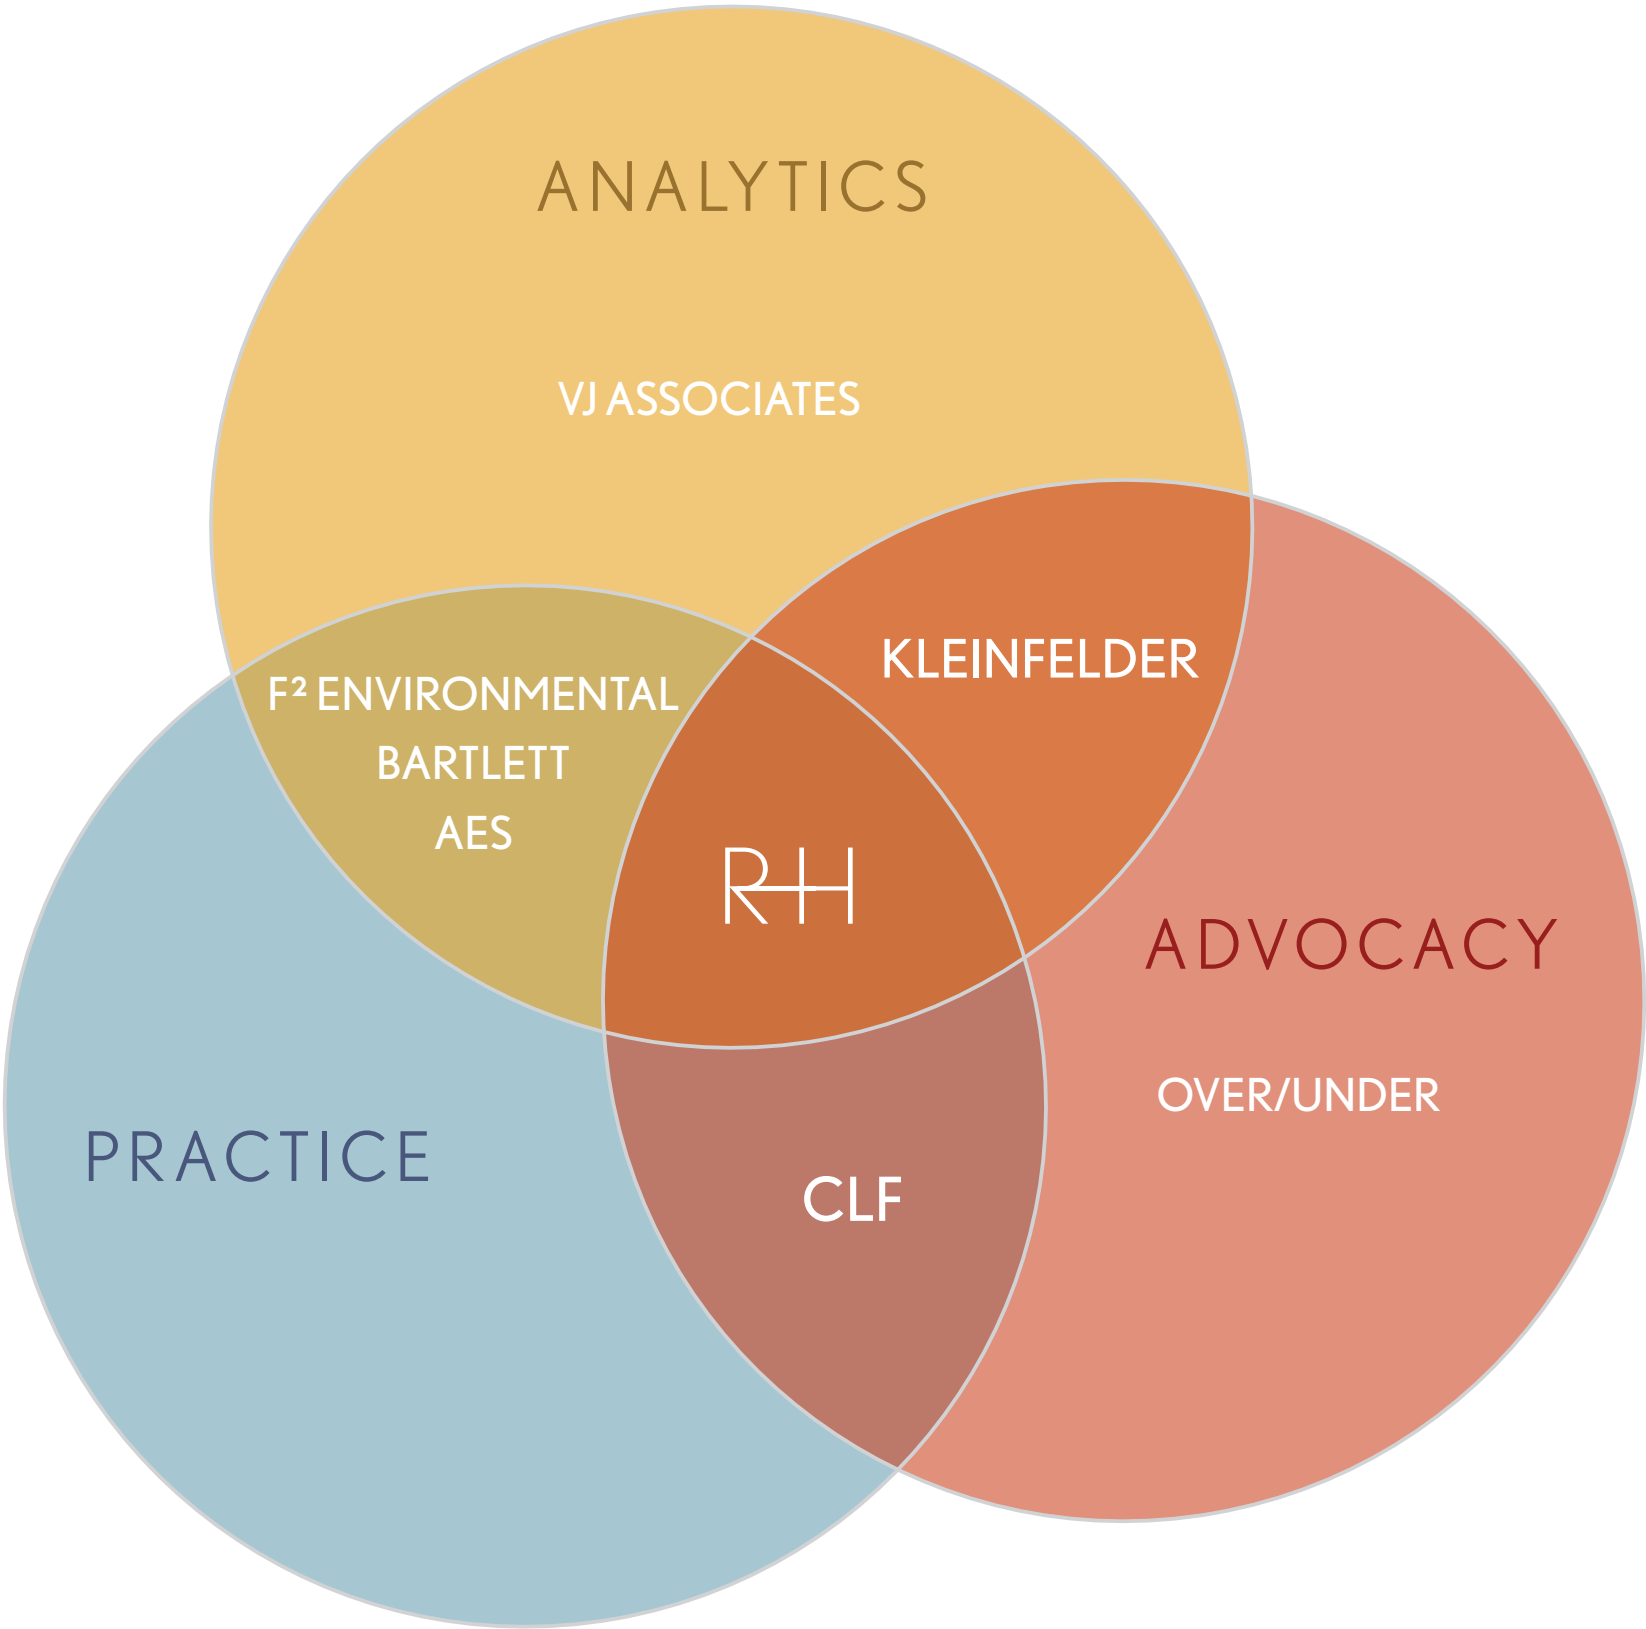 ANALYTICS
VJ ASSOCIATES
KLEINFELDER
F² ENVIRONMENTAL
BARTLETT
AES
RH
ADVOCACY
OVER/UNDER
PRACTICE
CLF